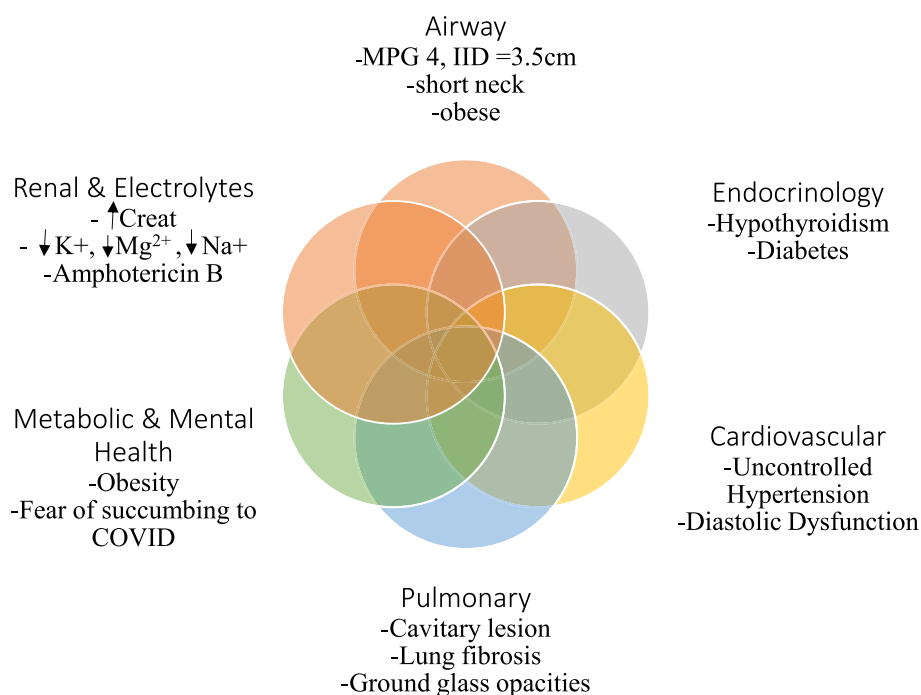 Airway
-MPG 4, IID =3.5cm
-short neck
-obese
Renal & Electrolytes
- ↑Creat
- ↓K+, ↓Mg²⁺, ↓Na+
-Amphotericin B
Endocrinology
-Hypothyroidism
-Diabetes
Metabolic & Mental
Health
-Obesity
-Fear of succumbing to
COVID
Cardiovascular
-Uncontrolled
Hypertension
-Diastolic Dysfunction
Pulmonary
-Cavitary lesion
-Lung fibrosis
-Ground glass opacities